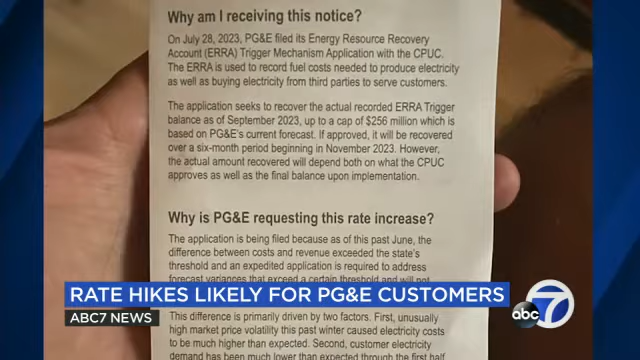 Why am I receiving this notice?
On July 28, 2023, PG&E filed its Energy Resource Recovery
Account (ERRA) Trigger Mechanism Application with the CPUC.
The ERRA is used to record fuel costs needed to produce electricity
as well as buying electricity from third parties to serve customers.
The application seeks to recover the actual recorded ERRA Trigger
balance as of September 2023, up to a cap of $256 million which is
based on PG&E's current forecast. If approved, it will be recovered
over a six-month period beginning in November 2023. However,
the actual amount recovered will depend both on what the CPUC
approves as well as the final balance upon implementation.
Why is PG&E requesting this rate increase?
The application is being filed because as of this past June, the
difference between costs and revenue exceeded the state's
threshold and an expedited application is required to address
forecast variances that exceed a certain threshold and will not
RATE HIKES LIKELY FOR PG&E CUSTOMERS
ABC7 NEWS
abc 7
This difference is primarily driven by two factors. First, unusually
high market price volatility this past winter caused electricity costs
to be much higher than expected. Second, customer electricity
demand has been much lower than expected through the first half